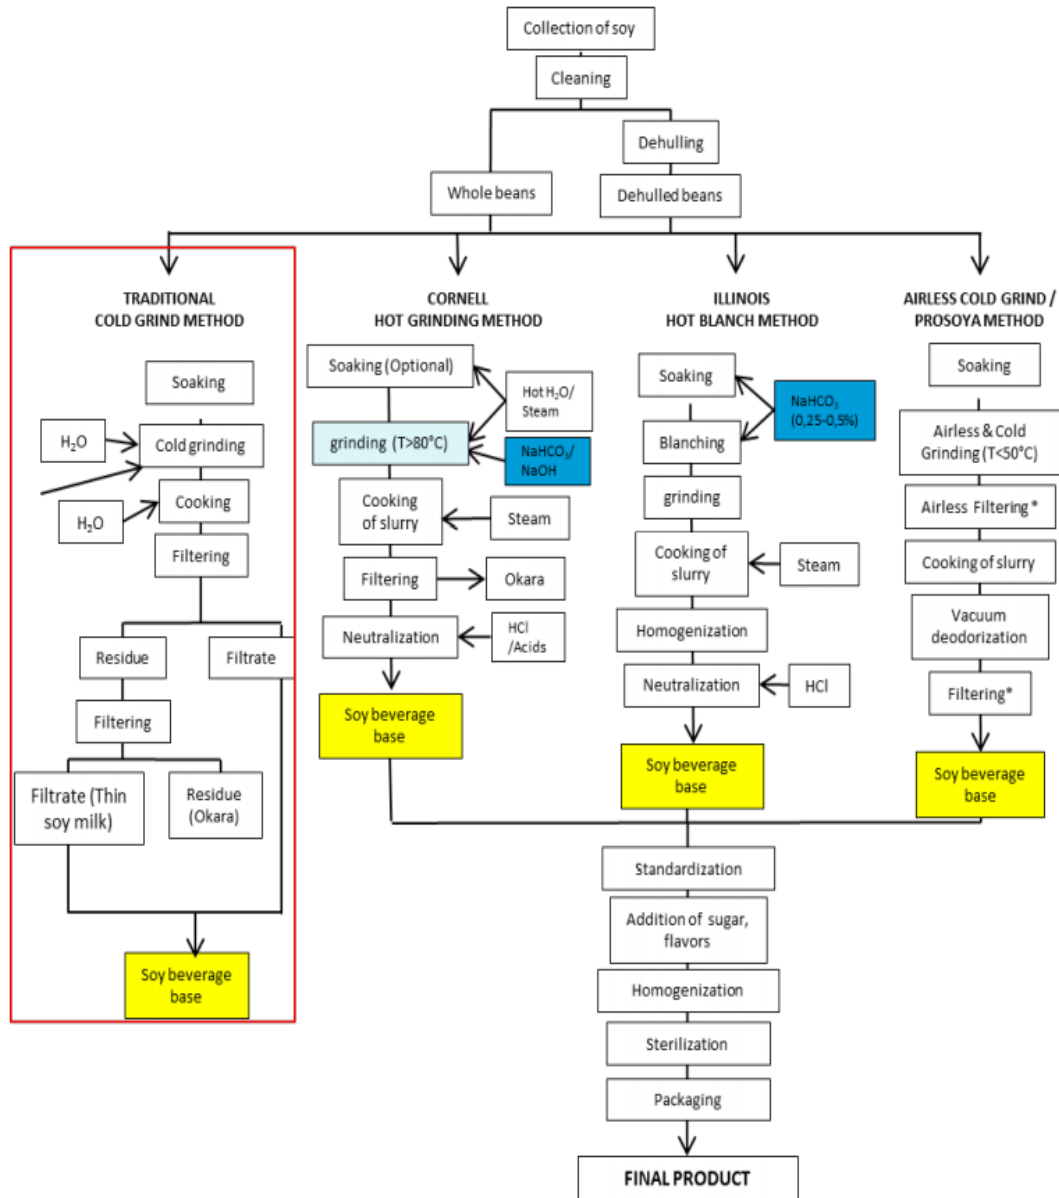 Collection of soy
Cleaning
Dehulling
Whole beans
Dehulled beans
TRADITIONAL
COLD GRIND METHOD
Soaking
H₂O
Cold grinding
H₂O
Cooking
Filtering
Residue
Filtrate
Filtering
Filtrate (Thin
soy milk)
Residue
(Okara)
Soy beverage
base
CORNELL
HOT GRINDING METHOD
Soaking (Optional)
Hot H₂O/
Steam
grinding (T>80°C)
NaHCO₃/
NaOH
Cooking
of slurry
Steam
Filtering
Okara
Neutralization
HCl
/Acids
Soy beverage
base
ILLINOIS
HOT BLANCH METHOD
Soaking
NaHCO₃
(0,25-0,5%)
Blanching
grinding
Cooking of
slurry
Steam
Homogenization
Neutralization
HCl
Soy beverage
base
AIRLESS COLD GRIND /
PROSOYA METHOD
Soaking
Airless & Cold
Grinding (T<50°C)
Airless Filtering*
Cooking of slurry
Vacuum
deodorization
Filtering*
Soy beverage
base
Standardization
Addition of sugar,
flavors
Homogenization
Sterilization
Packaging
FINAL PRODUCT